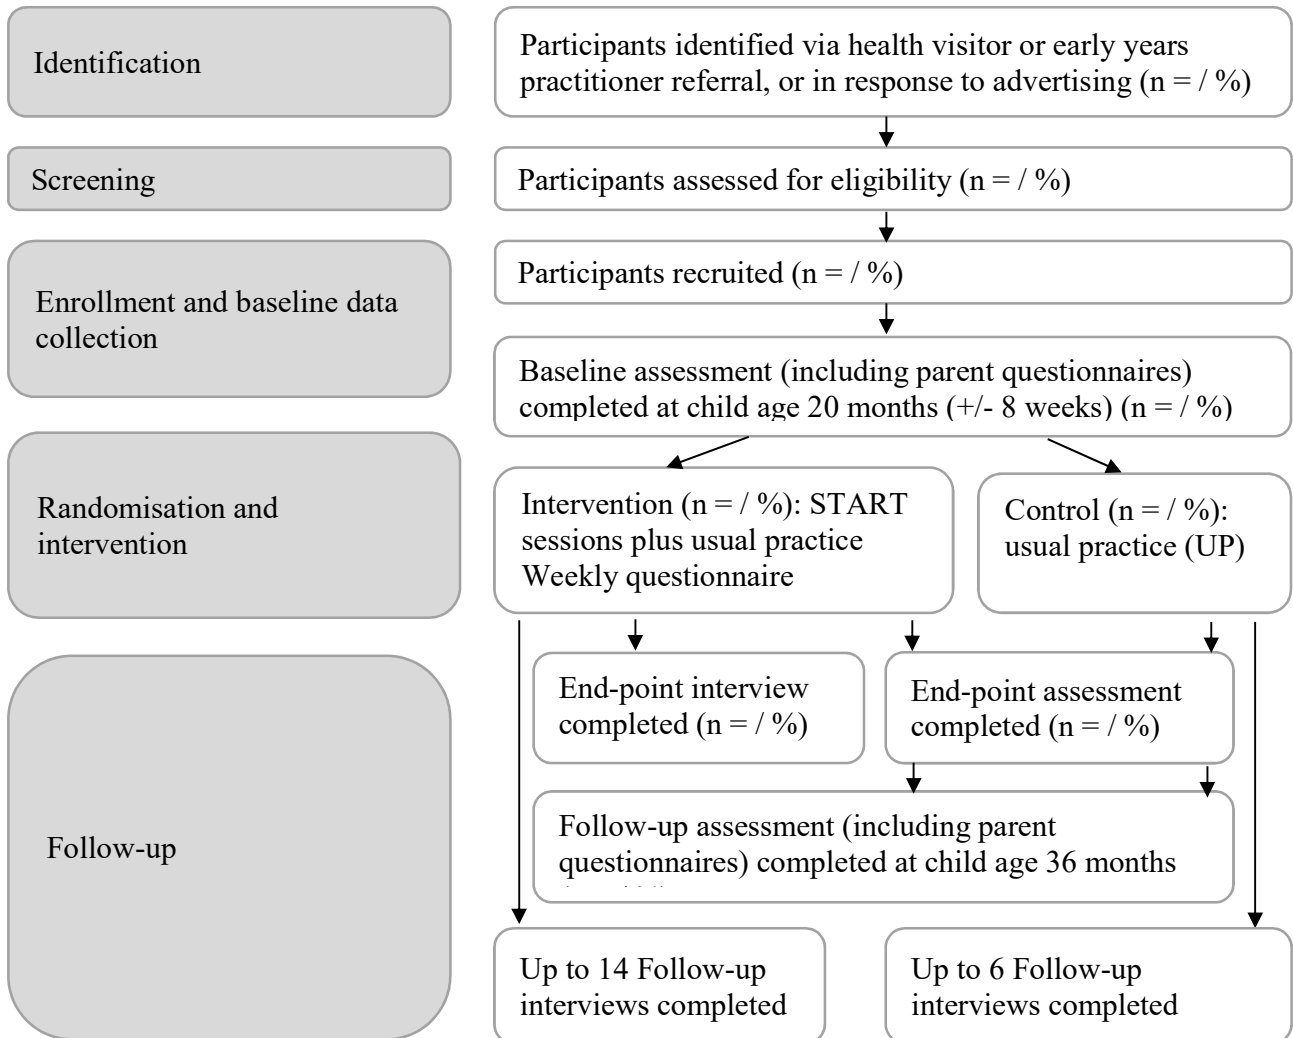 Identification
Participants identified via health visitor or early years
practitioner referral, or in response to advertising (n = / %)
Screening
Participants assessed for eligibility (n = / %)
Enrollment and baseline data
collection
Participants recruited (n = / %)
Baseline assessment (including parent questionnaires)
completed at child age 20 months (+/- 8 weeks) (n = / %)
Randomisation and
intervention
Intervention (n = / %): START
sessions plus usual practice
Weekly questionnaire
Control (n = / %):
usual practice (UP)
Follow-up
End-point interview
completed (n = / %)
End-point assessment
completed (n = / %)
Follow-up assessment (including parent
questionnaires) completed at child age 36 months
Up to 14 Follow-up
interviews completed
Up to 6 Follow-up
interviews completed